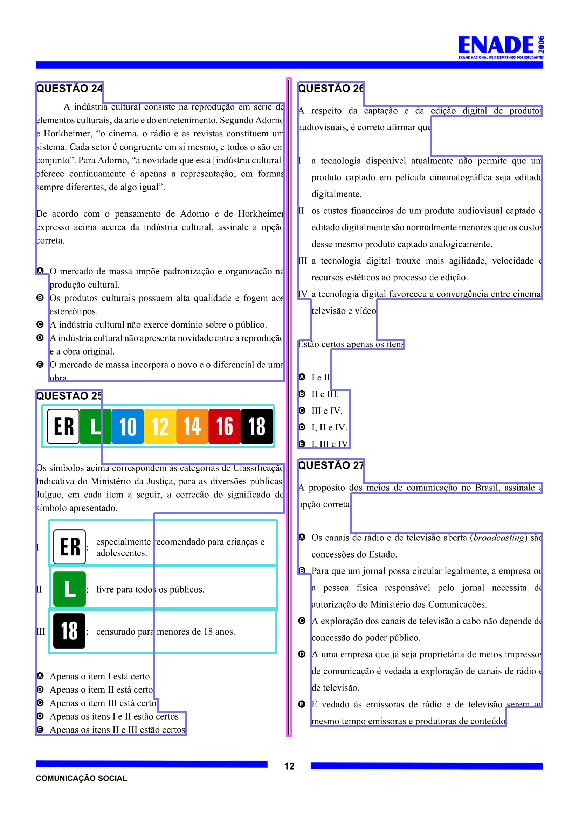 ENADE 2006
EXAME NACIONAL DE DESEMPENHO DOS ESTUDANTES
QUESTÃO 24
A indústria cultural consiste na reprodução em série de
elementos culturais, da arte e do entretenimento. Segundo Adorno
e Horkheimer, “o cinema, o rádio e as revistas constituem um
sistema. Cada setor é congruente em si mesmo, e todos o são em
conjunto”. Para Adorno, “a novidade que esta [indústria cultural]
oferece continuamente é apenas a representação, em formas
sempre diferentes, de algo igual”.
De acordo com o pensamento de Adorno e de Horkheimer
expresso acima acerca da indústria cultural, assinale a opção
correta.
A O mercado de massa impõe padronização e organização na
produção cultural.
B Os produtos culturais possuem alta qualidade e fogem aos
estereótipos.
C A indústria cultural não exerce domínio sobre o público.
D A indústria cultural não apresenta novidade entre a reprodução
e a obra original.
E O mercado de massa incorpora o novo e o diferencial de uma
obra.
QUESTÃO 25
ER L 10 12 14 16 18
Os símbolos acima correspondem às categorias de Classificação
Indicativa do Ministério da Justiça, para as diversões públicas.
Julgue, em cada item a seguir, a correção do significado do
símbolo apresentado.
I ER : especialmente recomendado para crianças e
adolescentes.
II L : livre para todos os públicos.
III 18 : censurado para menores de 18 anos.
A Apenas o item I está certo.
B Apenas o item II está certo.
C Apenas o item III está certo.
D Apenas os itens I e II estão certos.
E Apenas os itens II e III estão certos.
QUESTÃO 26
A respeito da captação e da edição digital de produtos
audiovisuais, é correto afirmar que
I a tecnologia disponível atualmente não permite que um
produto captado em película cinematográfica seja editado
digitalmente.
II os custos financeiros de um produto audiovisual captado e
editado digitalmente são normalmente menores que os custos
desse mesmo produto captado analogicamente.
III a tecnologia digital trouxe mais agilidade, velocidade e
recursos estéticos ao processo de edição.
IV a tecnologia digital favoreceu a convergência entre cinema,
televisão e vídeo.
Estão certos apenas os itens
A I e II.
B II e III.
C III e IV.
D I, II e IV.
E I, III e IV.
QUESTÃO 27
A propósito dos meios de comunicação no Brasil, assinale a
opção correta.
A Os canais de rádio e de televisão aberta (broadcasting) são
concessões do Estado.
B Para que um jornal possa circular legalmente, a empresa ou
a pessoa física responsável pelo jornal necessita de
autorização do Ministério das Comunicações.
C A exploração dos canais de televisão a cabo não depende de
concessão do poder público.
D A uma empresa que já seja proprietária de meios impressos
de comunicação é vedada a exploração de canais de rádio e
de televisão.
E É vedado às emissoras de rádio e de televisão serem ao
mesmo tempo emissoras e produtoras de conteúdo.
12
COMUNICAÇÃO SOCIAL